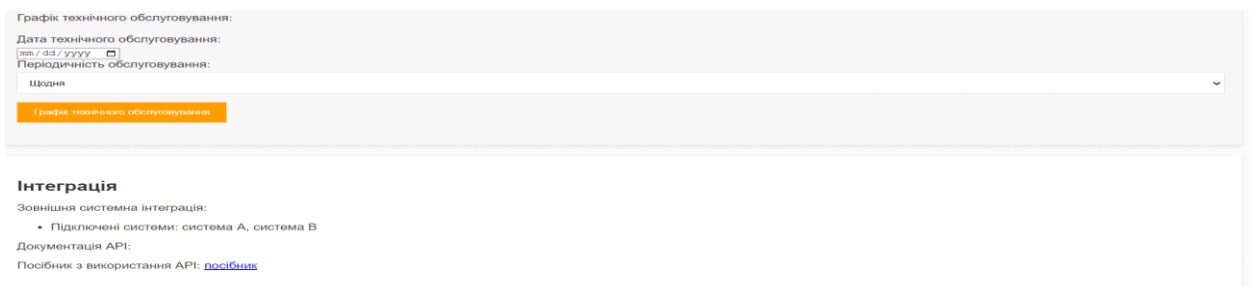 Графік технічного обслуговування:
Дата технічного обслуговування:
mm/dd/yyyy
Періодичність обслуговування:
Щодня
Графік технічного обслуговування
Інтеграція
Зовнішня системна інтеграція:
• Підключені системи: система A, система B
Документація API:
Посібник з використання API: посібник